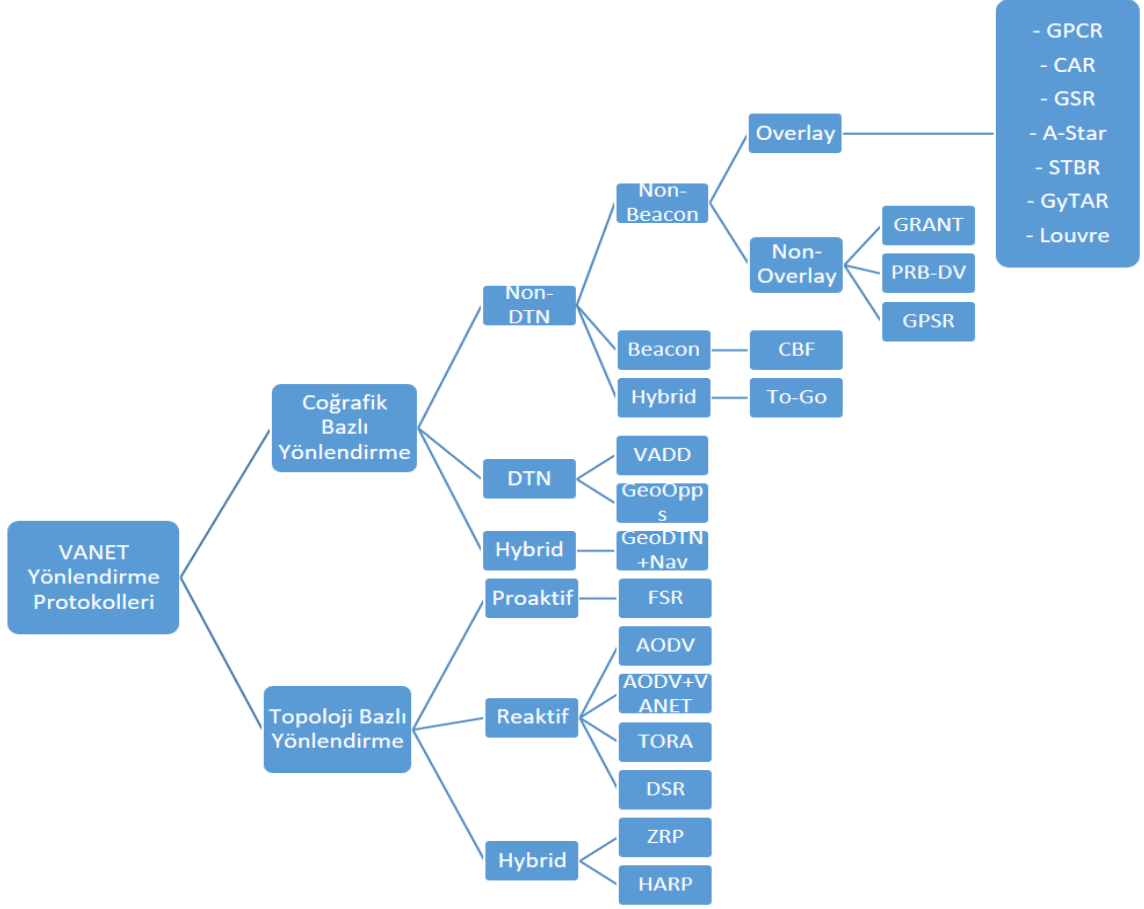 VANET
Yönlendirme
Protokolleri
Coğrafik
Bazlı
Yönlendirme
Non-
DTN
Non-
Beacon
Overlay
- GPCR
- CAR
- GSR
- A-Star
- STBR
- GyTAR
- Louvre
Non-
Overlay
GRANT
PRB-DV
GPSR
Beacon
CBF
Hybrid
To-Go
DTN
VADD
GeoOpp
s
Hybrid
GeoDTN
+Nav
Topoloji Bazlı
Yönlendirme
Proaktif
FSR
Reaktif
AODV
AODV+V
ANET
TORA
DSR
Hybrid
ZRP
HARP